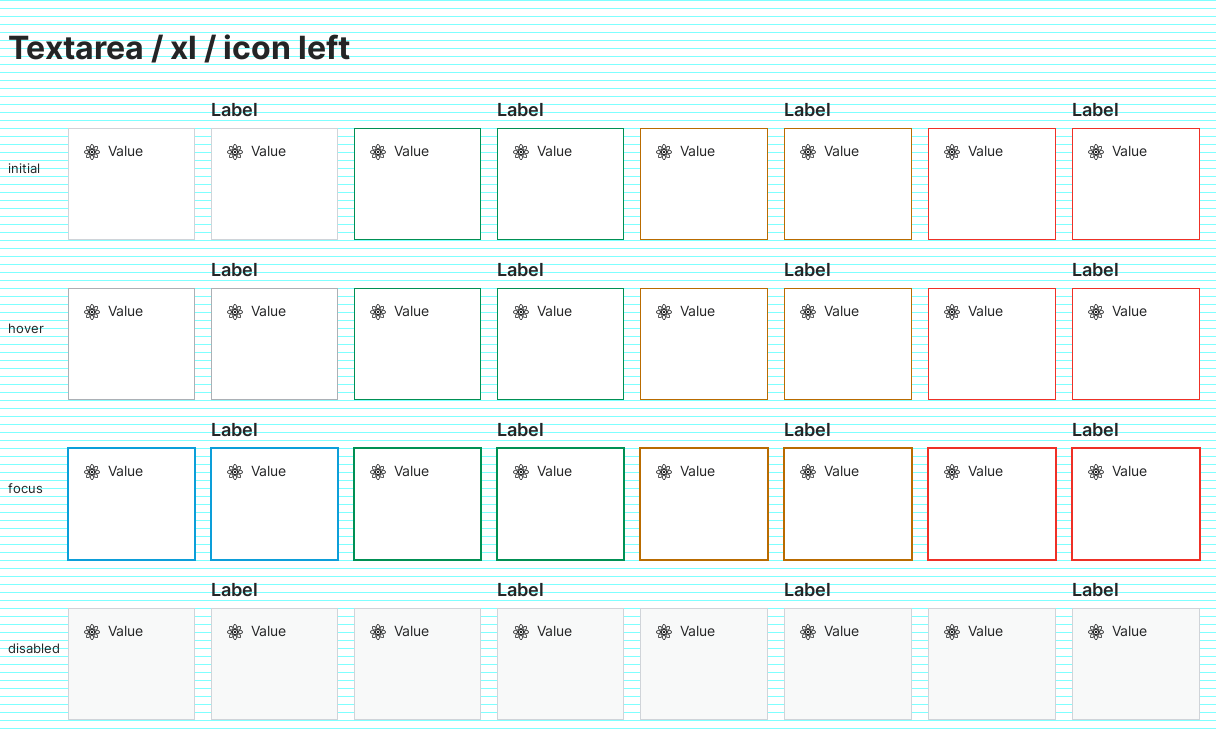 Textarea / xl / icon left
Label Label Label Label
initial Value Value Value Value Value Value Value Value
Label Label Label Label
hover Value Value Value Value Value Value Value Value
Label Label Label Label
focus Value Value Value Value Value Value Value Value
Label Label Label Label
disabled Value Value Value Value Value Value Value Value